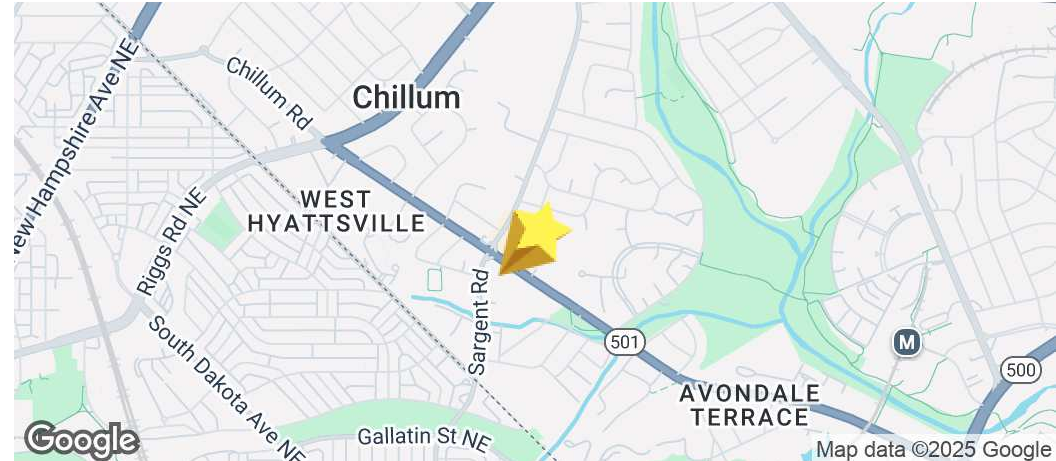 New Hampshire Ave NE
Chillum Rd
Chillum
WEST
HYATTSVILLE
Riggs Rd NE
Sargent Rd
South Dakota Ave NE
501
M
500
AVONDALE
TERRACE
Gallatin St NE
Google
Map data ©2025 Google